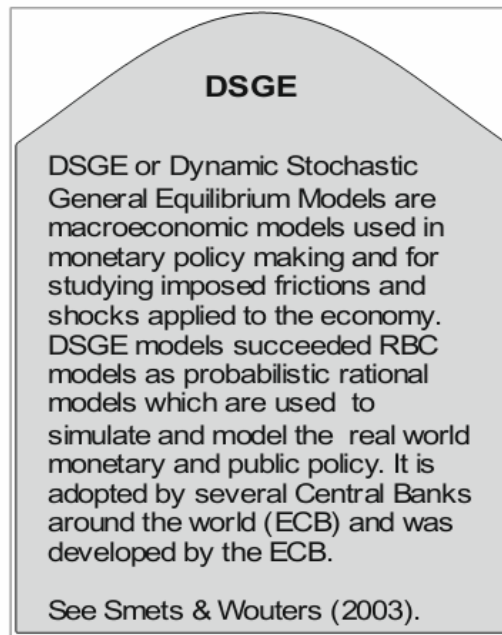 DSGE
DSGE or Dynamic Stochastic
General Equilibrium Models are
macroeconomic models used in
monetary policy making and for
studying imposed frictions and
shocks applied to the economy.
DSGE models succeeded RBC
models as probabilistic rational
models which are used to
simulate and model the real world
monetary and public policy. It is
adopted by several Central Banks
around the world (ECB) and was
developed by the ECB.
See Smets & Wouters (2003).